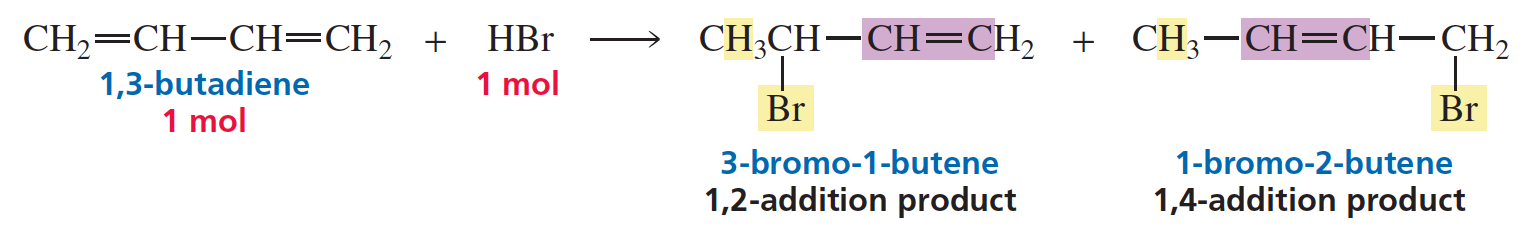 CH₂=CH—CH=CH₂ + HBr ⟶ CH₃CH—CH=CH₂ + CH₃—CH=CH—CH₂
Br Br
1,3-butadiene 1 mol
1 mol
3-bromo-1-butene 1-bromo-2-butene
1,2-addition product 1,4-addition product